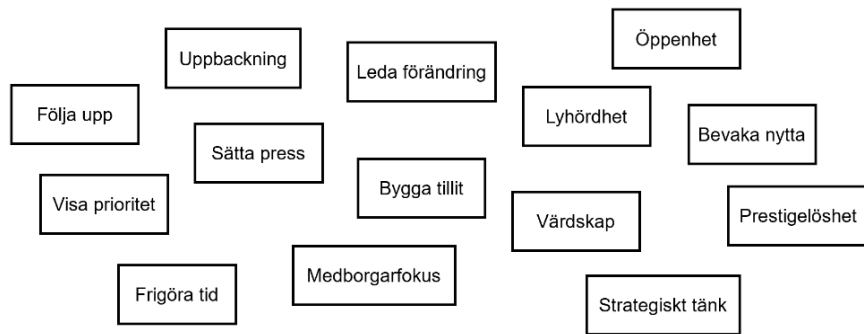 Öppenhet
Uppbackning
Leda förändring
Följa upp
Lyhördhet
Bevaka nytta
Sätta press
Visa prioritet
Bygga tillit
Värdskap
Prestigelöshet
Frigöra tid
Medborgarfokus
Strategiskt tänk